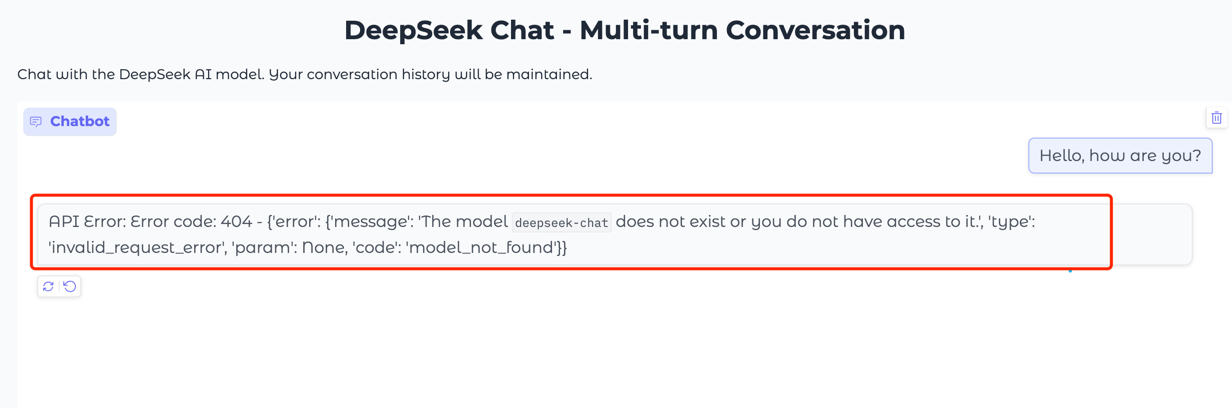 DeepSeek Chat - Multi-turn Conversation
Chat with the DeepSeek AI model. Your conversation history will be maintained.
Chatbot
Hello, how are you?
API Error: Error code: 404 - {'error': {'message': 'The model deepseek-chat does not exist or you do not have access to it.', 'type':
'invalid_request_error', 'param': None, 'code': 'model_not_found'}}